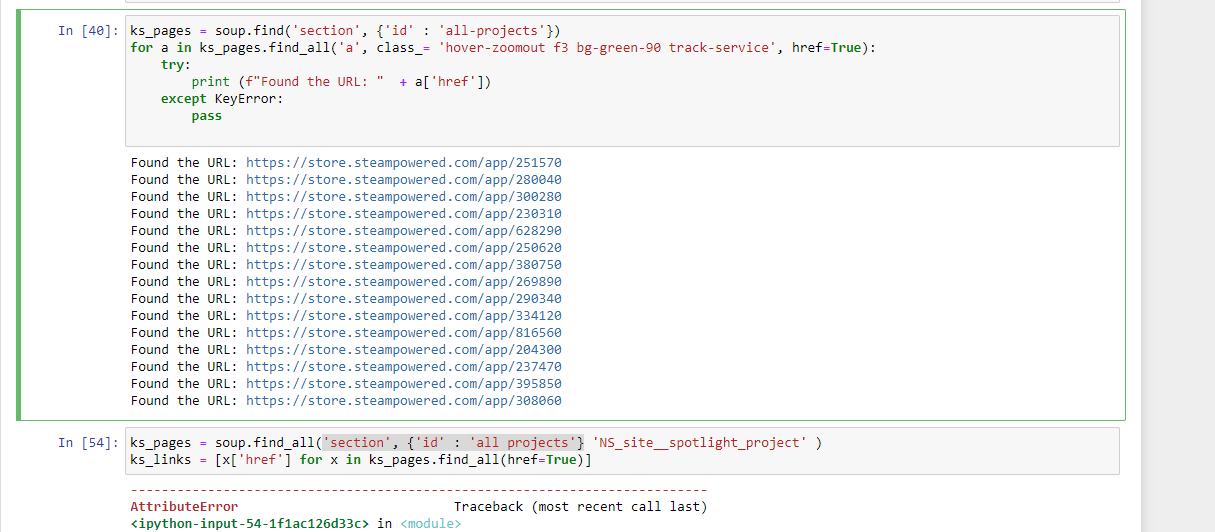 In [40]: ks_pages = soup.find('section', {'id' : 'all-projects'})
for a in ks_pages.find_all('a', class_= 'hover-zoomout f3 bg-green-90 track-service', href=True):
try:
print (f"Found the URL: "  + a['href'])
except KeyError:
pass
Found the URL: https://store.steampowered.com/app/251570
Found the URL: https://store.steampowered.com/app/280040
Found the URL: https://store.steampowered.com/app/300280
Found the URL: https://store.steampowered.com/app/230310
Found the URL: https://store.steampowered.com/app/628290
Found the URL: https://store.steampowered.com/app/250620
Found the URL: https://store.steampowered.com/app/380750
Found the URL: https://store.steampowered.com/app/269890
Found the URL: https://store.steampowered.com/app/290340
Found the URL: https://store.steampowered.com/app/334120
Found the URL: https://store.steampowered.com/app/816560
Found the URL: https://store.steampowered.com/app/204300
Found the URL: https://store.steampowered.com/app/237470
Found the URL: https://store.steampowered.com/app/395850
Found the URL: https://store.steampowered.com/app/308060
In [54]: ks_pages = soup.find_all('section', {'id' : 'all projects'} 'NS_site__spotlight_project' )
ks_links = [x['href'] for x in ks_pages.find_all(href=True)]
---------------------------------------------------------------------------
AttributeError Traceback (most recent call last)
<ipython-input-54-1f1ac126d33c> in <module>